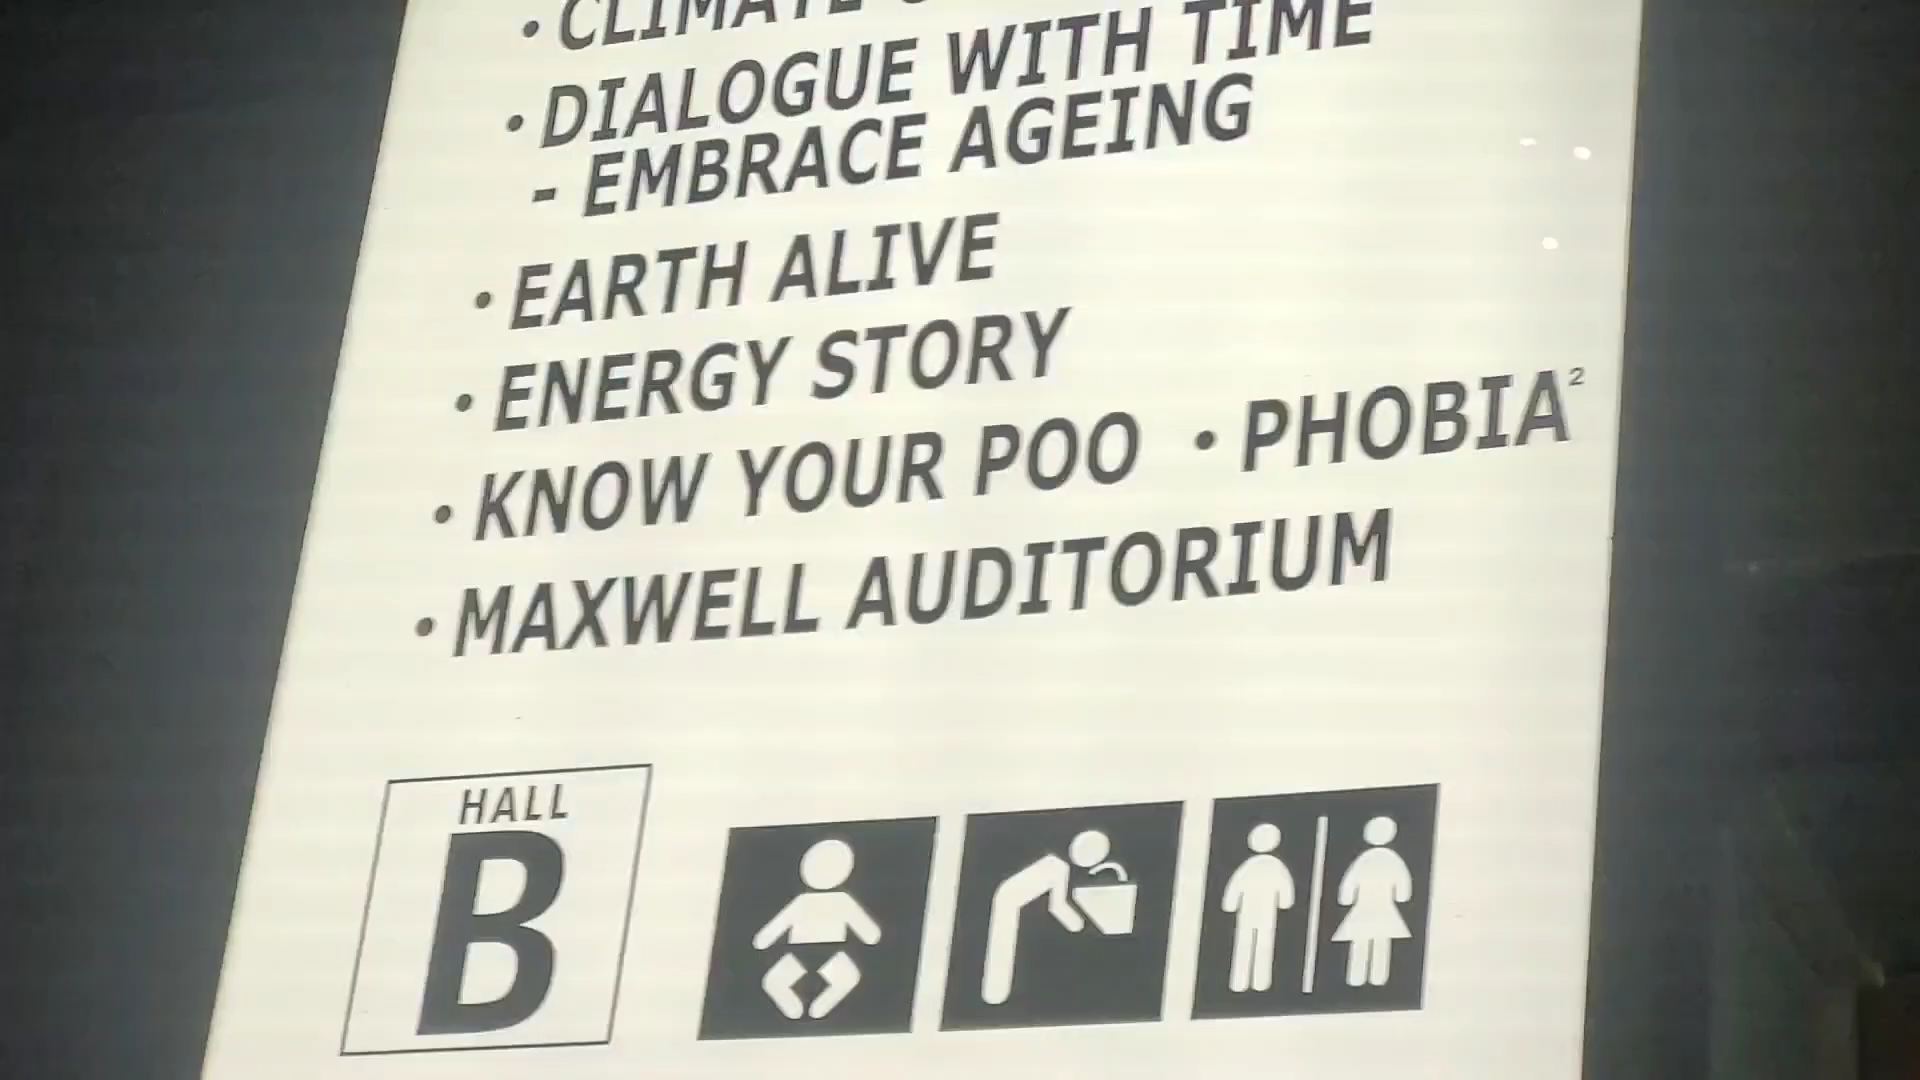 • CLIMATE
• DIALOGUE WITH TIME
- EMBRACE AGEING
• EARTH ALIVE
• ENERGY STORY
• KNOW YOUR POO • PHOBIA²
• MAXWELL AUDITORIUM
HALL
B